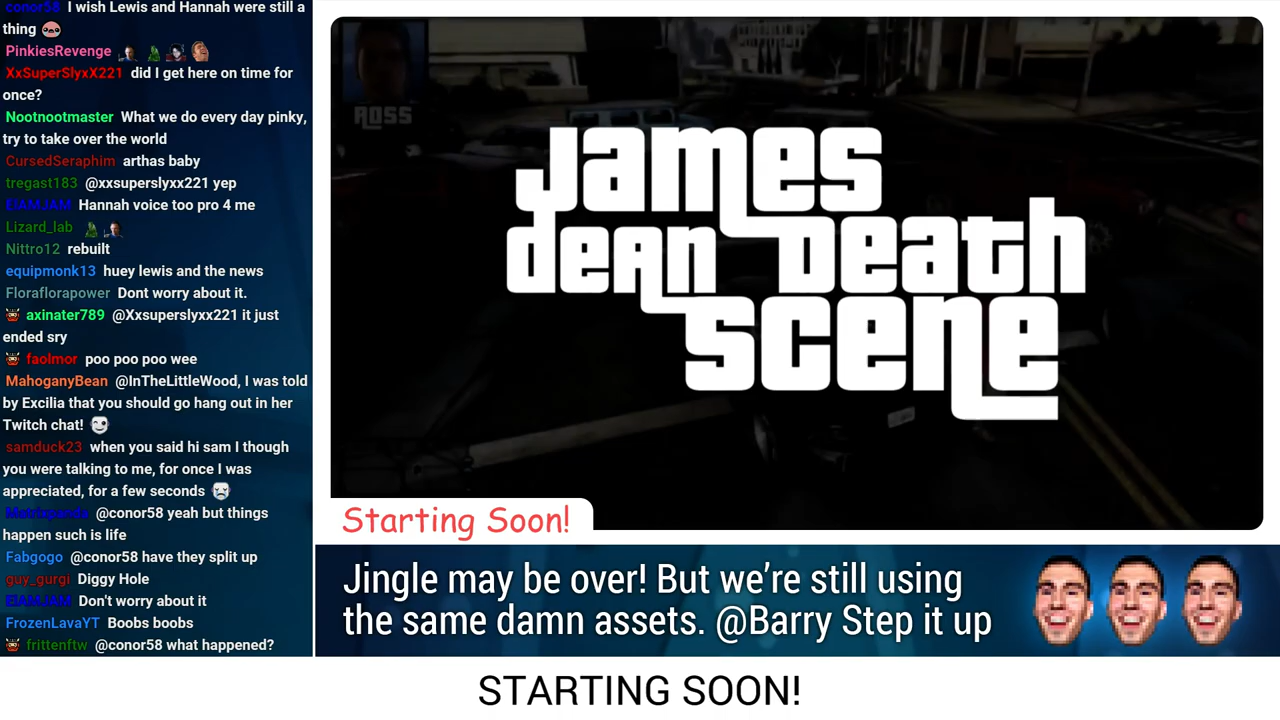 conor58 I wish Lewis and Hannah were still a
thing
PinkiesRevenge
XxSuperSlyxX221 did I get here on time for
once?
Nootnootmaster What we do every day pinky,
try to take over the world
CursedSeraphim arthas baby
tregast183 @xxsuperslyxx221 yep
ElAMJAM Hannah voice too pro 4 me
Lizard_lab
Nittro12 rebuilt
equipmonk13 huey lewis and the news
Floraflorapower Dont worry about it.
axinater789 @Xxsuperslyxx221 it just
ended sry
faolmor poo poo poo wee
MahoganyBean @InTheLittleWood, I was told
by Excilia that you should go hang out in her
Twitch chat!
samduck23 when you said hi sam I though
you were talking to me, for once I was
appreciated, for a few seconds
@conor58 yeah but things
happen such is life
Fabgogo @conor58 have they split up
guy_gurgi Diggy Hole
ElAMJAM Don't worry about it
FrozenLavaYT Boobs boobs
frittenftw @conor58 what happened?
ROSS
James
dean Death
scene
Starting Soon!
Jingle may be over! But we're still using
the same damn assets. @Barry Step it up
STARTING SOON!